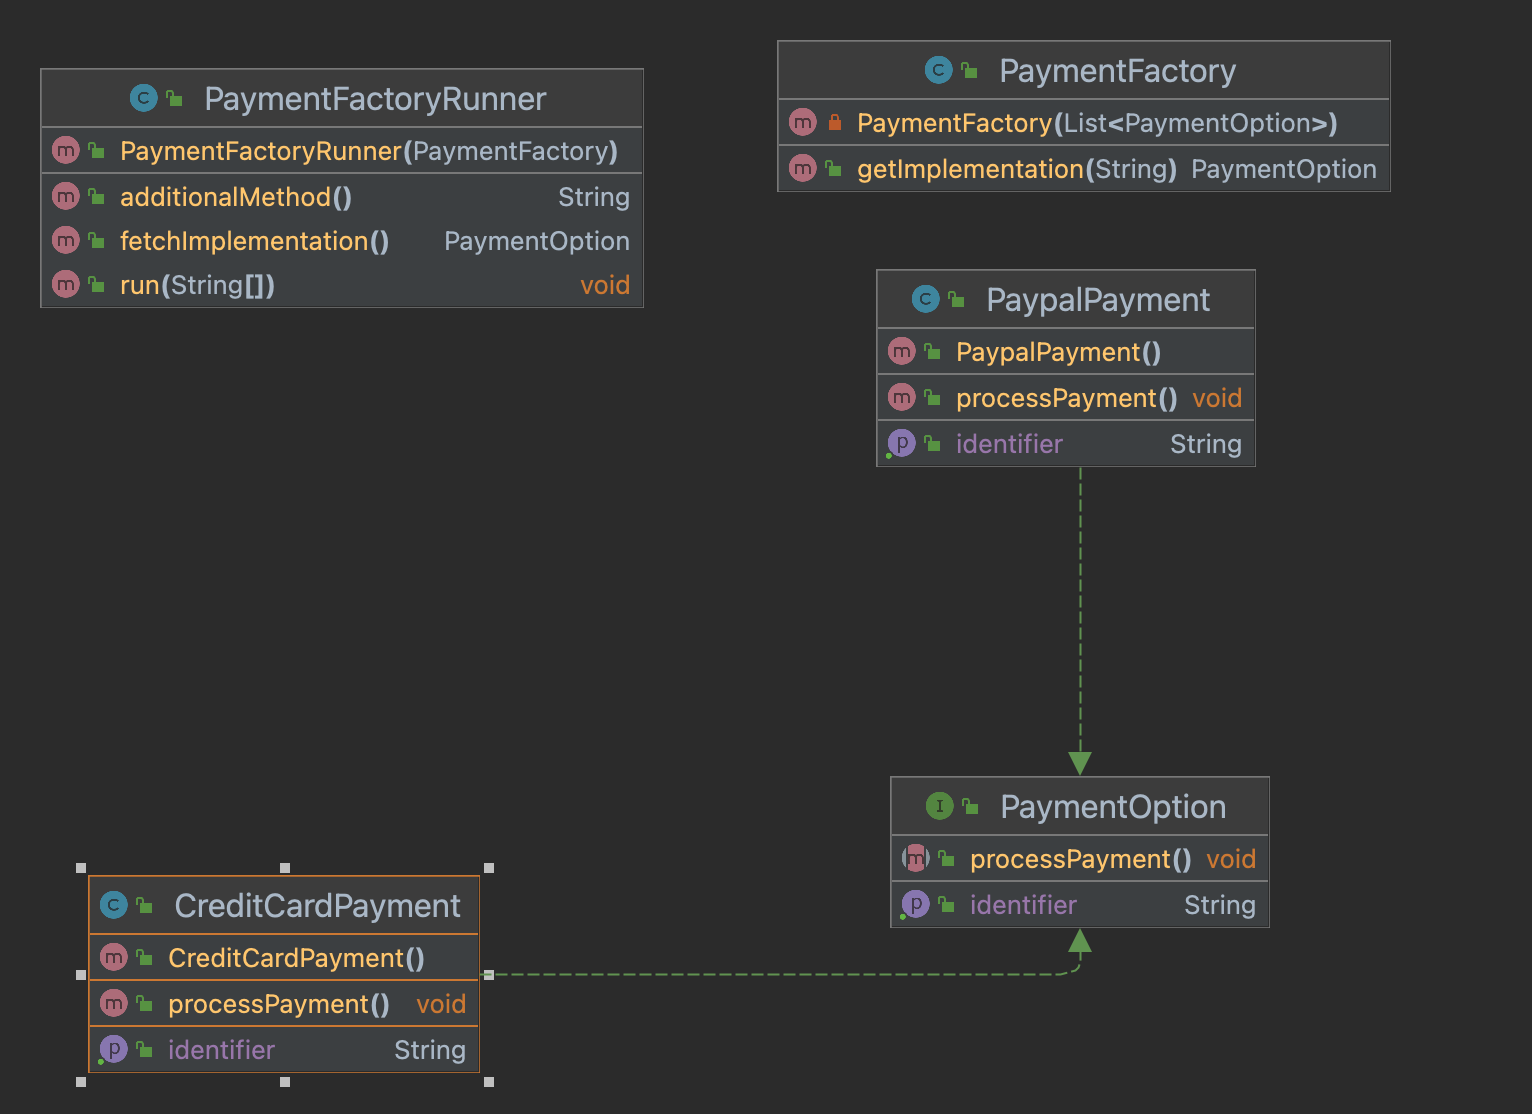 PaymentFactoryRunner
PaymentFactoryRunner(PaymentFactory)
additionalMethod() String
fetchImplementation() PaymentOption
run(String[]) void
PaymentFactory
PaymentFactory(List<PaymentOption>)
getImplementation(String) PaymentOption
PaypalPayment
PaypalPayment()
processPayment() void
identifier String
PaymentOption
processPayment() void
identifier String
CreditCardPayment
CreditCardPayment()
processPayment() void
identifier String